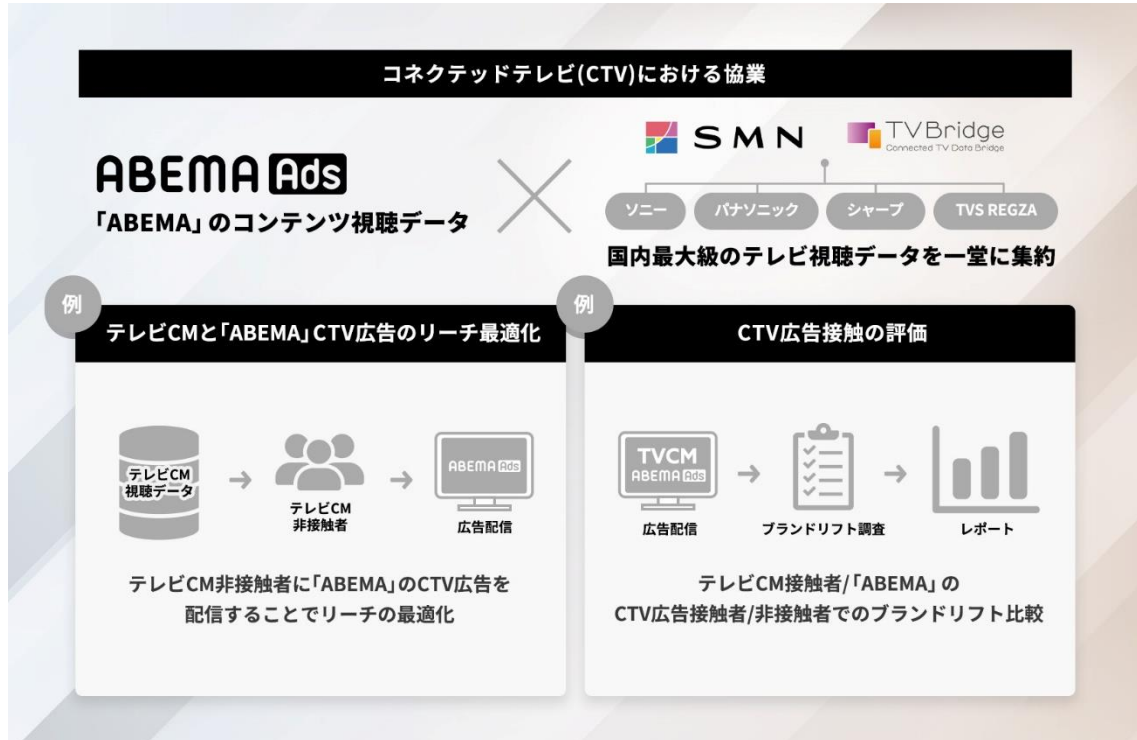 コネクテッドテレビ(CTV)における協業
ABEMA Ads
「ABEMA」のコンテンツ視聴データ
SMN
TVBridge
Connected TV Data Bridge
ソニー
パナソニック
シャープ
TVS REGZA
国内最大級のテレビ視聴データを一堂に集約
例
テレビCMと「ABEMA」CTV広告のリーチ最適化
テレビCM
視聴データ
テレビCM
非接触者
ABEMA Ads
広告配信
テレビCM非接触者に「ABEMA」のCTV広告を
配信することでリーチの最適化
例
CTV広告接触の評価
TVCM
ABEMA Ads
広告配信
ブランドリフト調査
レポート
テレビCM接触者/「ABEMA」の
CTV広告接触者/非接触者でのブランドリフト比較